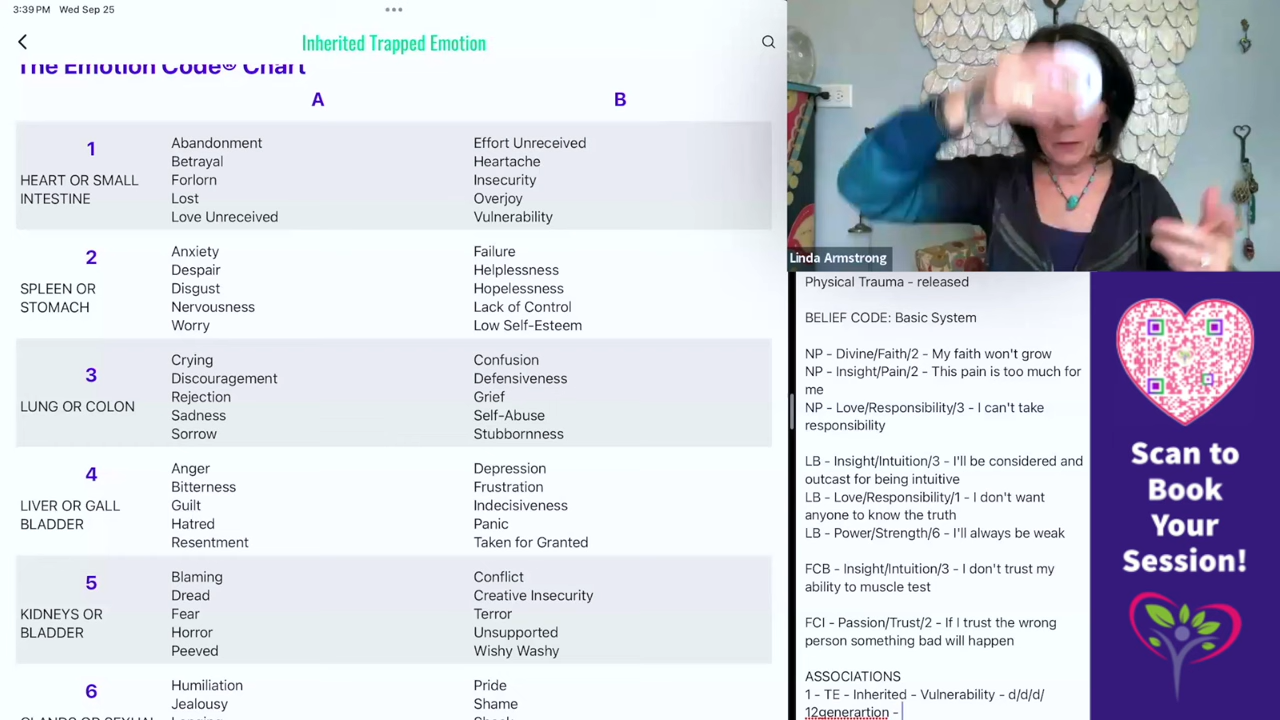 3:39 PM Wed Sep 25
Inherited Trapped Emotion
The Emotion Code® Chart
A
B
1
HEART OR SMALL
INTESTINE
Abandonment
Betrayal
Forlorn
Lost
Love Unreceived
Effort Unreceived
Heartache
Insecurity
Overjoy
Vulnerability
2
SPLEEN OR
STOMACH
Anxiety
Despair
Disgust
Nervousness
Worry
Failure
Helplessness
Hopelessness
Lack of Control
Low Self-Esteem
3
LUNG OR COLON
Crying
Discouragement
Rejection
Sadness
Sorrow
Confusion
Defensiveness
Grief
Self-Abuse
Stubbornness
4
LIVER OR GALL
BLADDER
Anger
Bitterness
Guilt
Hatred
Resentment
Depression
Frustration
Indecisiveness
Panic
Taken for Granted
5
KIDNEYS OR
BLADDER
Blaming
Dread
Fear
Horror
Peeved
Conflict
Creative Insecurity
Terror
Unsupported
Wishy Washy
6
GLANDS OR SEXUAL
Humiliation
Jealousy
Longing
Pride
Shame
Shock
Linda Armstrong
Physical Trauma - released
BELIEF CODE: Basic System
NP - Divine/Faith/2 - My faith won't grow
NP - Insight/Pain/2 - This pain is too much for
me
NP - Love/Responsibility/3 - I can't take
responsibility
LB - Insight/Intuition/3 - I'll be considered and
outcast for being intuitive
LB - Love/Responsibility/1 - I don't want
anyone to know the truth
LB - Power/Strength/6 - I'll always be weak
FCB - Insight/Intuition/3 - I don't trust my
ability to muscle test
FCI - Passion/Trust/2 - If I trust the wrong
person something bad will happen
ASSOCIATIONS
1 - TE - Inherited - Vulnerability - d/d/d/
12generartion -
Scan to
Book
Your
Session!